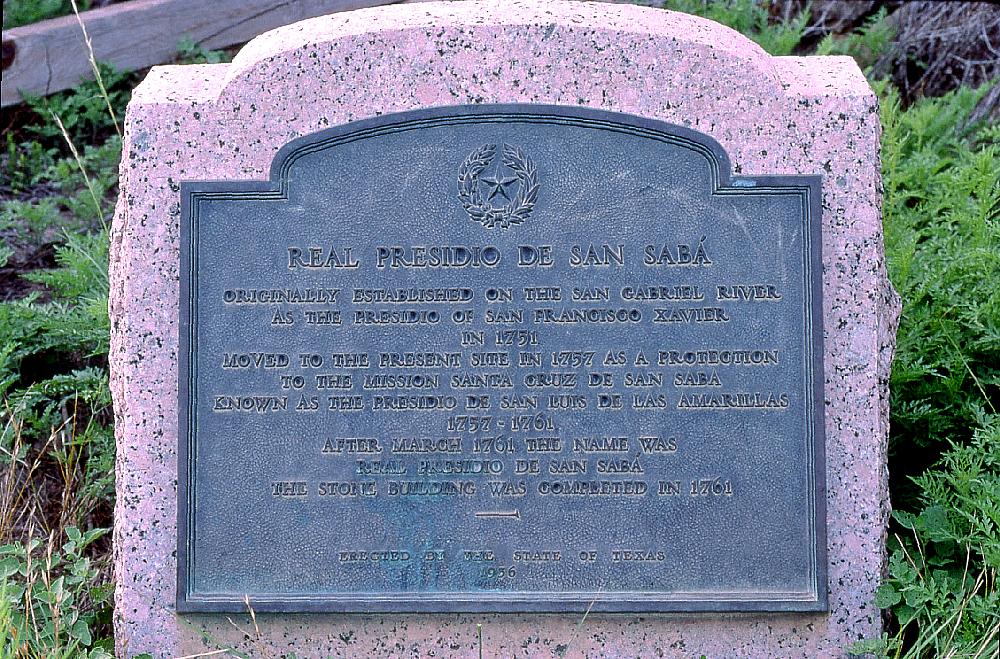 REAL PRESIDIO DE SAN SABÁ
ORIGINALLY ESTABLISHED ON THE SAN GABRIEL RIVER
AS THE PRESIDIO OF SAN FRANCISCO XAVIER
IN 1751
MOVED TO THE PRESENT SITE IN 1757 AS A PROTECTION
TO THE MISSION SANTA CRUZ DE SAN SABA
KNOWN AS THE PRESIDIO DE SAN LUIS DE LAS AMARILLAS
1757 - 1761
AFTER MARCH 1761 THE NAME WAS
REAL PRESIDIO DE SAN SABÁ
THE STONE BUILDING WAS COMPLETED IN 1761
ERECTED BY THE STATE OF TEXAS
1936